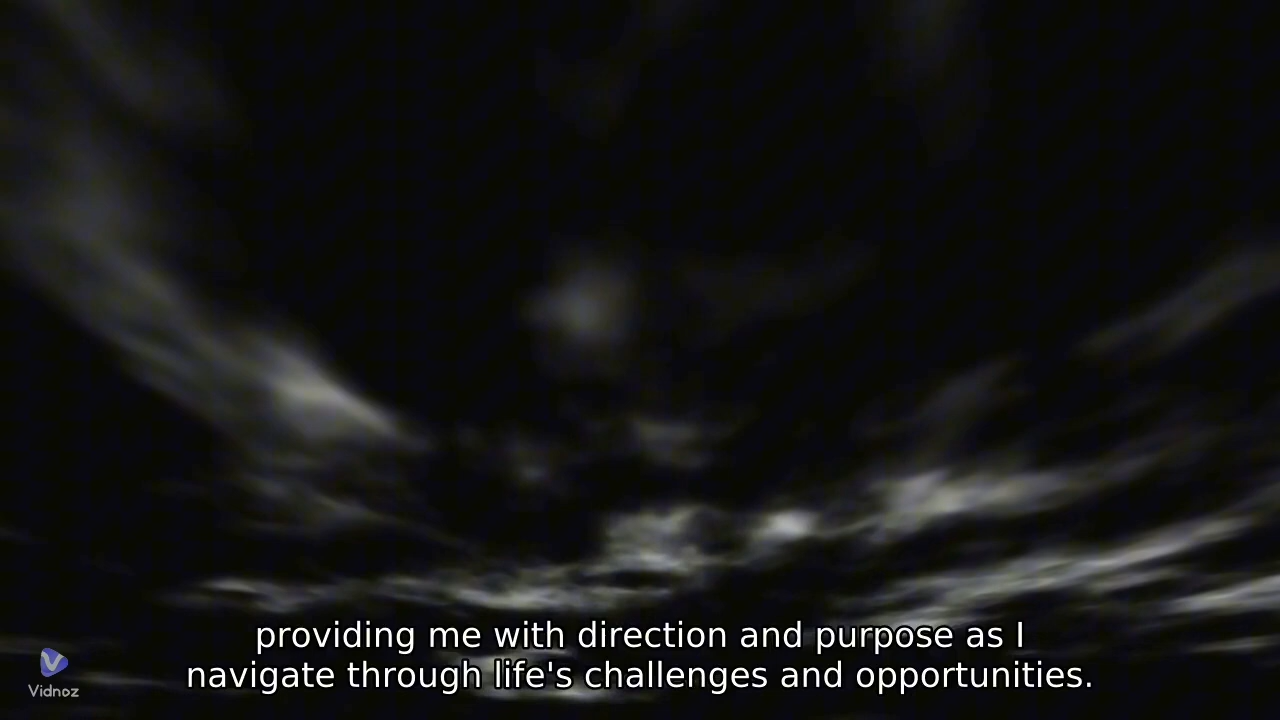 providing me with direction and purpose as I
navigate through life's challenges and opportunities.
Vidnoz